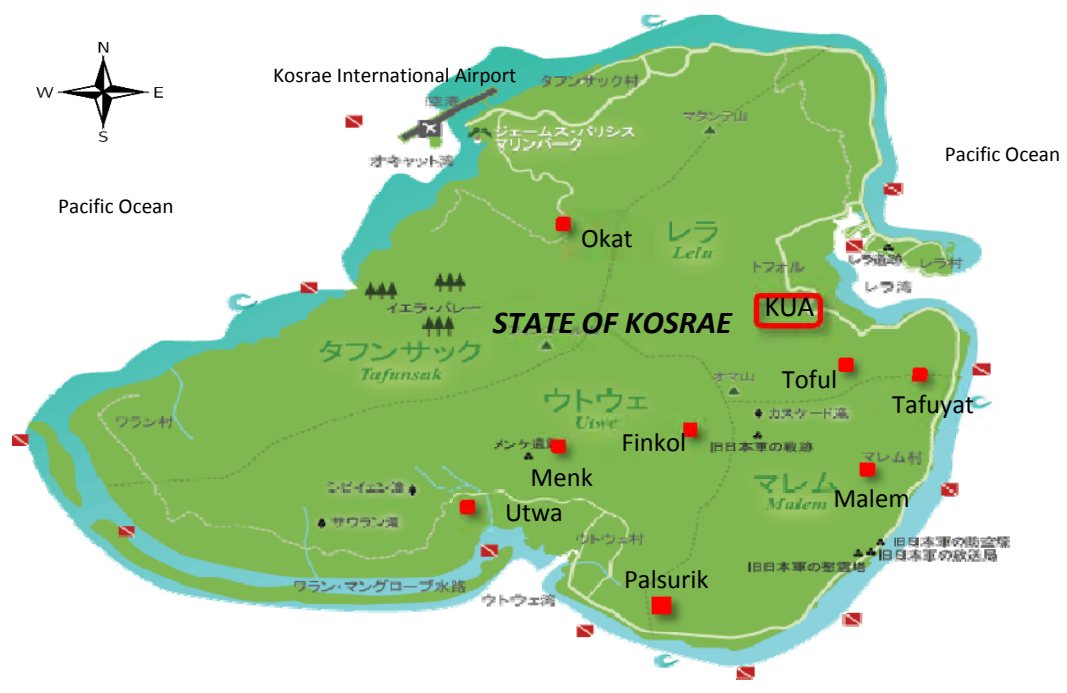 N
W E
S
Kosrae International Airport
タフンサック村
空港
マタンテ山
ジェームス・パリシス
マリンパーク
オキャット湾
Pacific Ocean
Pacific Ocean
Okat
レラ
Lelu
レラ遺跡
レラ村
トフォル
レラ湾
イエラ・バレー
KUA
STATE OF KOSRAE
タフンサック
Tafunsak
Toful
オマ山
Tafuyat
ウトウェ
Utwe
カスケード滝
ワラン村
Finkol
メンケ遺跡
旧日本軍の戦跡
マレム村
Menk
マレム
Malem
Malem
シピイエン滝
Utwa
サワラン滝
ウトウェ村
旧日本軍の防空壕
旧日本軍の放送局
旧日本軍の慰霊塔
Palsurik
ワラン・マングローブ水路
ウトウェ湾